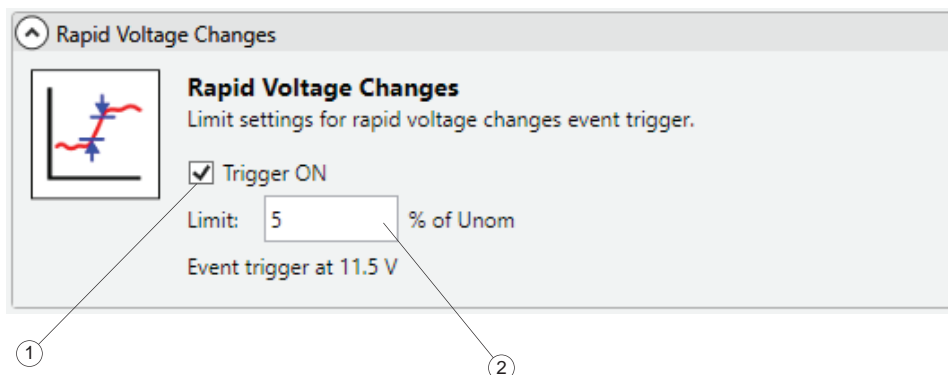 Rapid Voltage Changes
Rapid Voltage Changes
Limit settings for rapid voltage changes event trigger.
Trigger ON
Limit: 5 % of Unom
Event trigger at 11.5 V
1
2